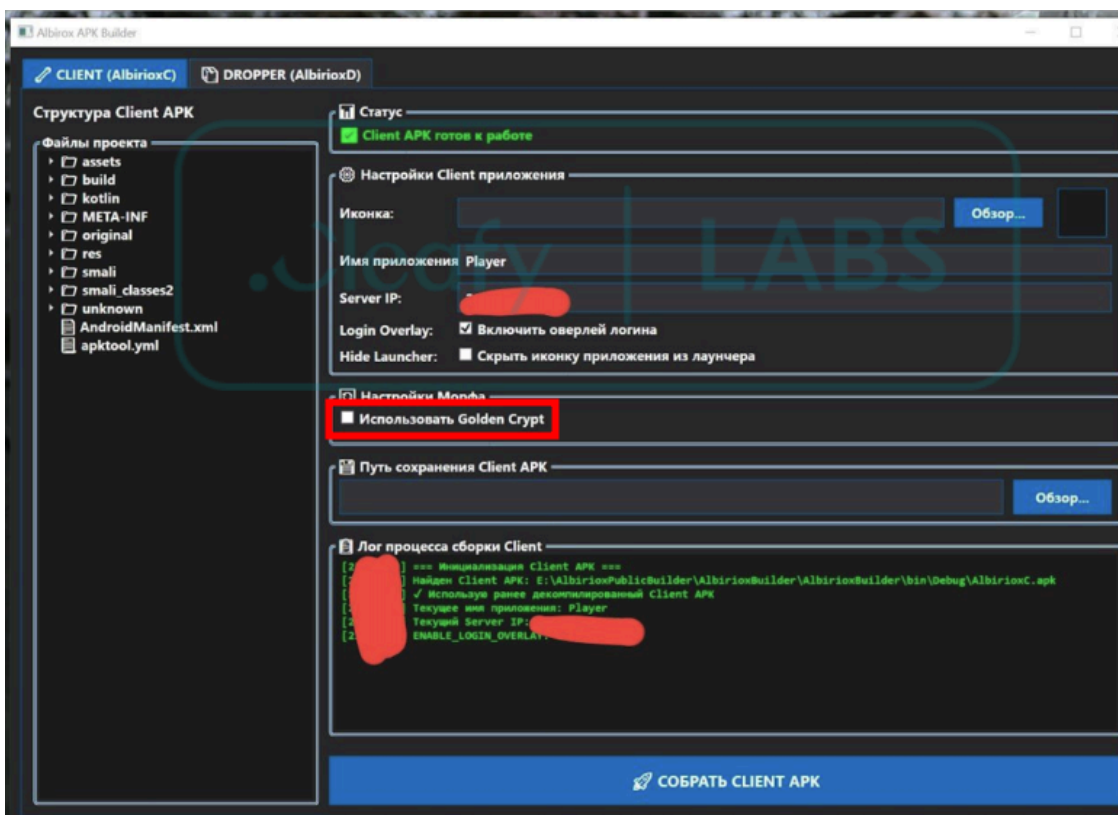 Albirox APK Builder
CLIENT (AlbirioxC)
DROPPER (AlbirioxD)
Структура Client APK
Файлы проекта
assets
build
kotlin
META-INF
original
res
smali
smali_classes2
unknown
AndroidManifest.xml
apktool.yml
Статус
Client APK готов к работе
Настройки Client приложения
Иконка:
Обзор...
Имя приложения Player
Server IP:
Login Overlay: Включить оверлей логина
Hide Launcher: Скрыть иконку приложения из лаунчера
Cleafy LABS
Настройки Морфа
Использовать Golden Crypt
Путь сохранения Client APK
Обзор...
Лог процесса сборки Client
] === Инициализация Client APK ===
] Найден Client APK: E:\AlbirioxPublicBuilder\AlbirioxBuilder\AlbirioxBuilder\bin\Debug\AlbirioxC.apk
] ✓ Использую ранее декомпилированный Client APK
Текущее имя приложения: Player
Текущий Server IP:
ENABLE_LOGIN_OVERLAY:
СОБРАТЬ CLIENT APK